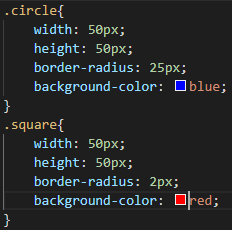 .circle{
    width: 50px;
    height: 50px;
    border-radius: 25px;
    background-color: blue;
}
.square{
    width: 50px;
    height: 50px;
    border-radius: 2px;
    background-color: red;
}